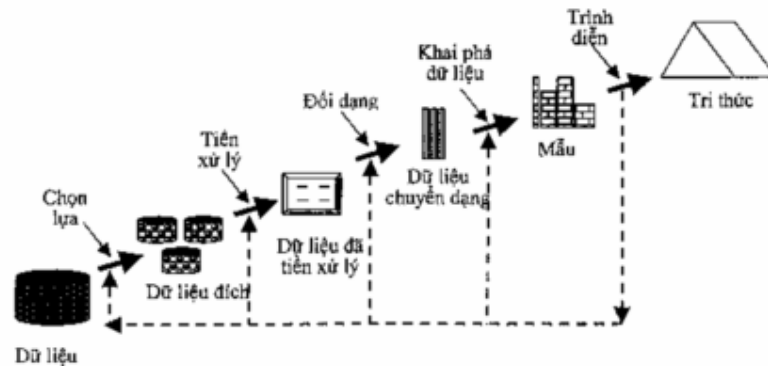 Trình
diễn
Khai phá
dữ liệu
Tri thức
Đổi dạng
Mẫu
Tiền
xử lý
Dữ liệu
chuyển dạng
Chọn
lựa
Dữ liệu đã
tiền xử lý
Dữ liệu đích
Dữ liệu